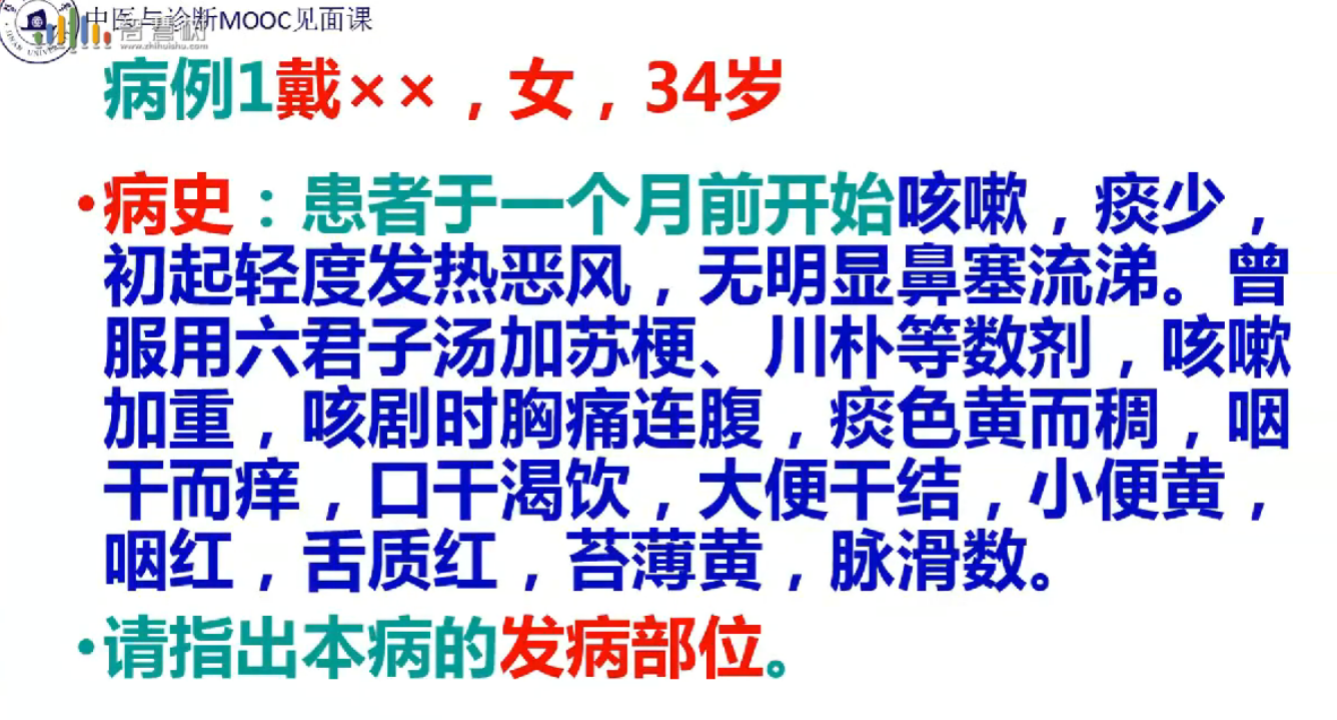 中医与诊断MOOC见面课
智慧树
www.zhihuishu.com
病例1戴××，女，34岁
•病史：患者于一个月前开始咳嗽，痰少，
初起轻度发热恶风，无明显鼻塞流涕。曾
服用六君子汤加苏梗、川朴等数剂，咳嗽
加重，咳剧时胸痛连腹，痰色黄而稠，咽
干而痒，口干渴饮，大便干结，小便黄，
咽红，舌质红，苔薄黄，脉滑数。
•请指出本病的发病部位。